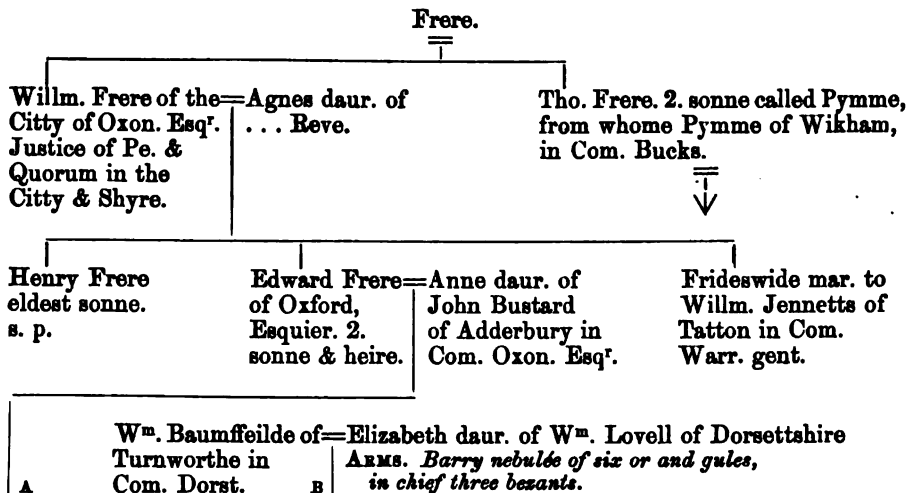 Frere.
Willm. Frere of the=Agnes daur. of
Citty of Oxon. Esqr. ... Reve.
Justice of Pe. &
Quorum in the
Citty & Shyre.
Tho. Frere. 2. sonne called Pymme,
from whome Pymme of Wikham,
in Com. Bucks.
Henry Frere
eldest sonne.
s. p.
Edward Frere=Anne daur. of
of Oxford, John Bustard
Esquier. 2. of Adderbury in
sonne & heire. Com. Oxon. Esqr.
Frideswide mar. to
Willm. Jennetts of
Tatton in Com.
Warr. gent.
Wm. Baumffeilde of=Elizabeth daur. of Wm. Lovell of Dorsettshire
Turnworthe in ARMS. Barry nebulée of six or and gules,
A Com. Dorst. B in chief three bezants.